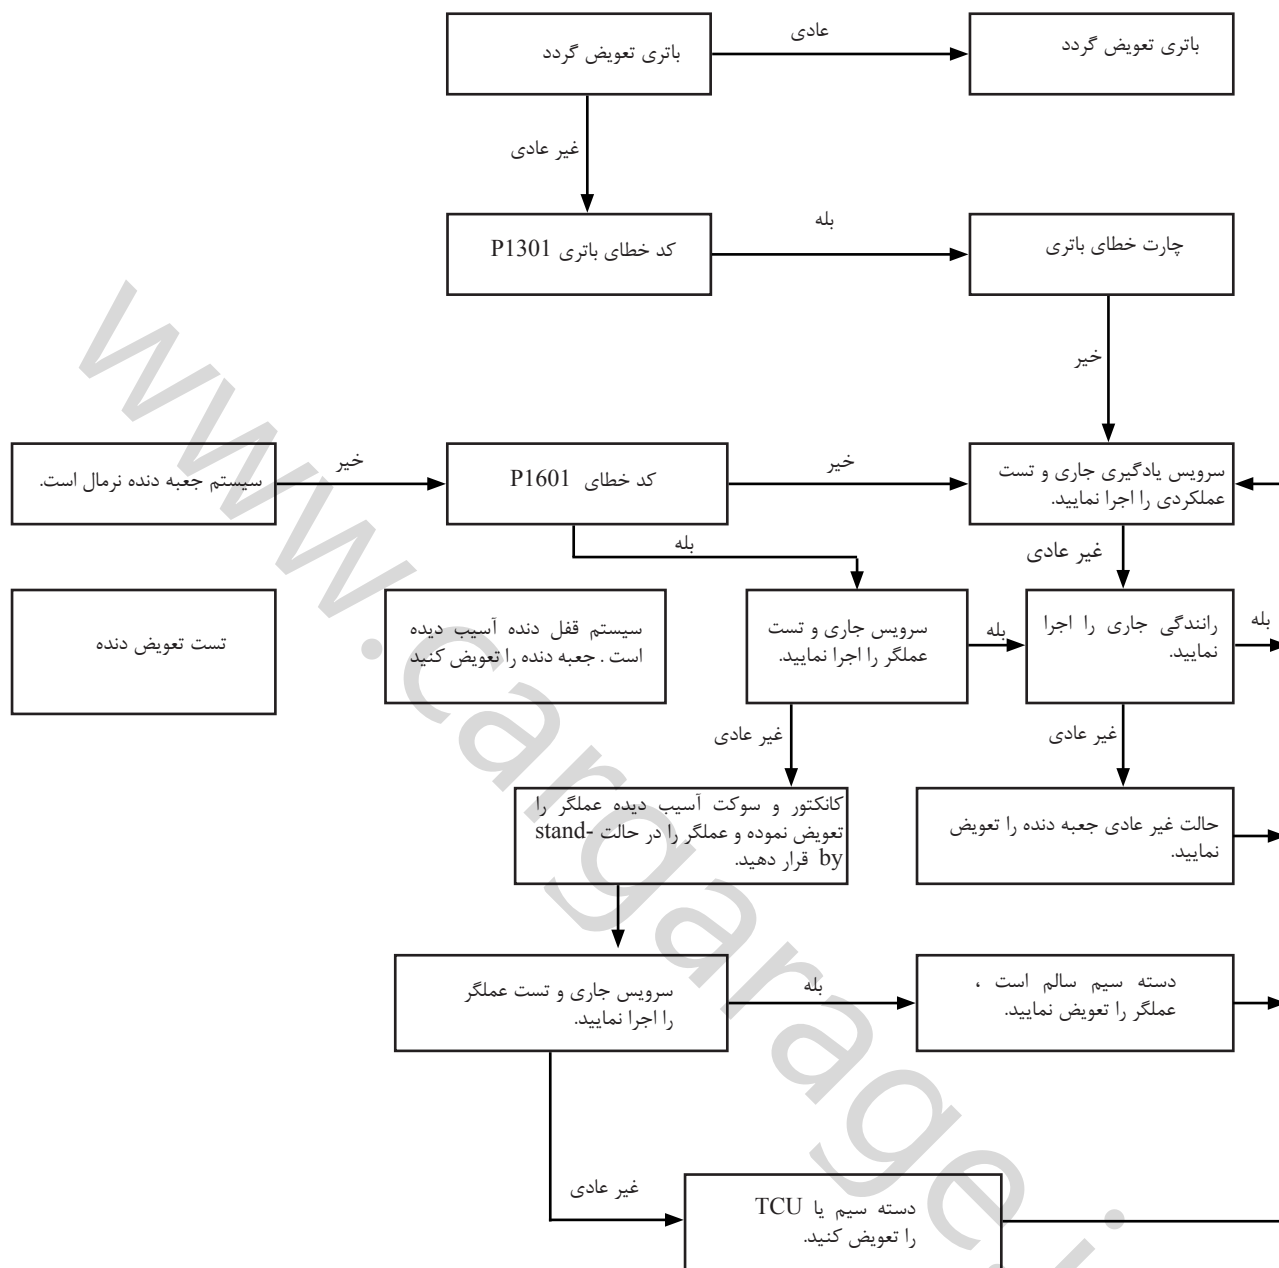 باتری تعویض گردد
عادی
باتری تعویض گردد
غیر عادی
کد خطای باتری P1301
بله
چارت خطای باتری
خیر
سیستم جعبه دنده نرمال است.
خیر
کد خطای P1601
خیر
سرویس یادگیری جاری و تست
عملکردی را اجرا نمایید.
بله
غیر عادی
تست تعویض دنده
سیستم قفل دنده آسیب دیده
است . جعبه دنده را تعویض کنید
سرویس جاری و تست
عملگر را اجرا نمایید.
بله
رانندگی جاری را اجرا
نمایید.
بله
غیر عادی
غیر عادی
کانکتور و سوکت آسیب دیده عملگر را
تعویض نموده و عملگر را در حالت stand-
by قرار دهید.
حالت غیر عادی جعبه دنده را تعویض
نمایید.
سرویس جاری و تست عملگر
را اجرا نمایید.
بله
دسته سیم سالم است ،
عملگر را تعویض نمایید.
غیر عادی
دسته سیم یا TCU
را تعویض کنید.
www.cargarage.i